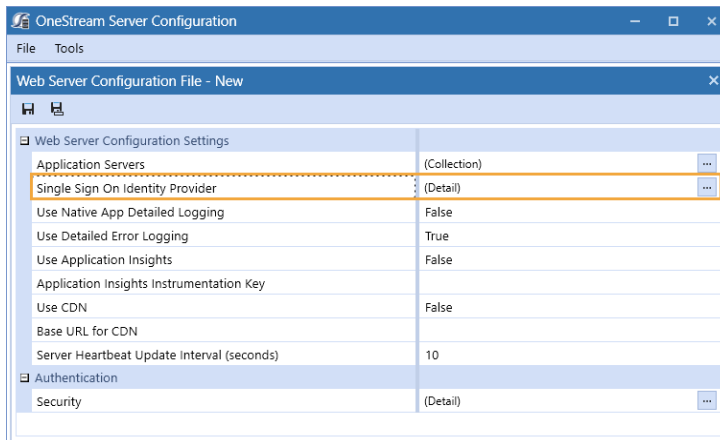 OneStream Server Configuration
File Tools
Web Server Configuration File - New
Web Server Configuration Settings
Application Servers (Collection) ...
Single Sign On Identity Provider (Detail) ...
Use Native App Detailed Logging False
Use Detailed Error Logging True
Use Application Insights False
Application Insights Instrumentation Key
Use CDN False
Base URL for CDN
Server Heartbeat Update Interval (seconds) 10
Authentication
Security (Detail) ...